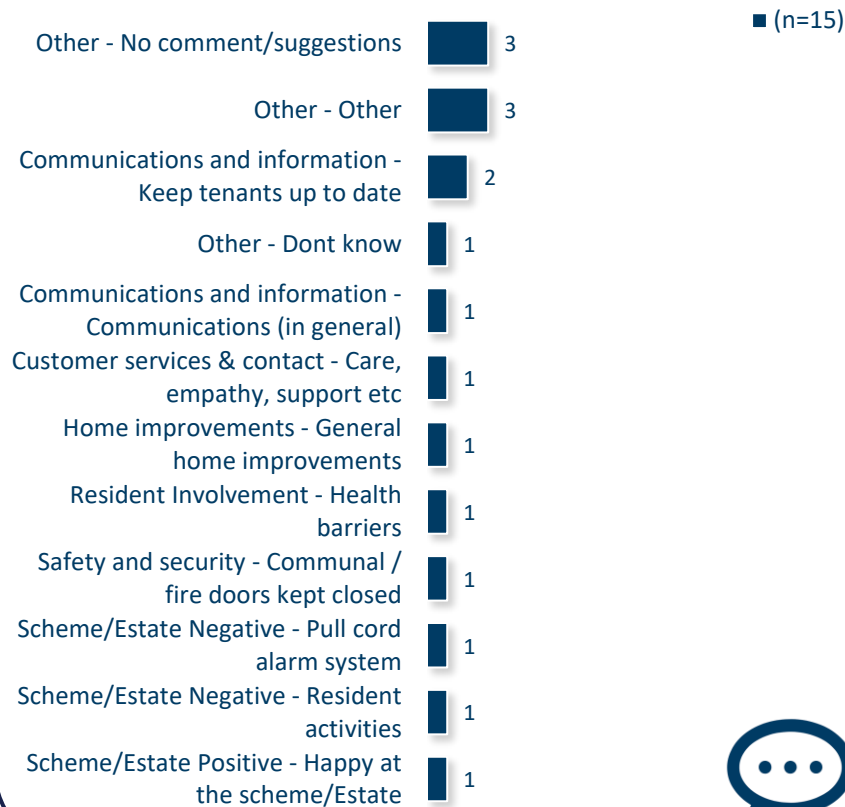 (n=15)
Other - No comment/suggestions 3
Other - Other 3
Communications and information -
Keep tenants up to date 2
Other - Dont know 1
Communications and information -
Communications (in general) 1
Customer services & contact - Care,
empathy, support etc 1
Home improvements - General
home improvements 1
Resident Involvement - Health
barriers 1
Safety and security - Communal /
fire doors kept closed 1
Scheme/Estate Negative - Pull cord
alarm system 1
Scheme/Estate Negative - Resident
activities 1
Scheme/Estate Positive - Happy at
the scheme/Estate 1